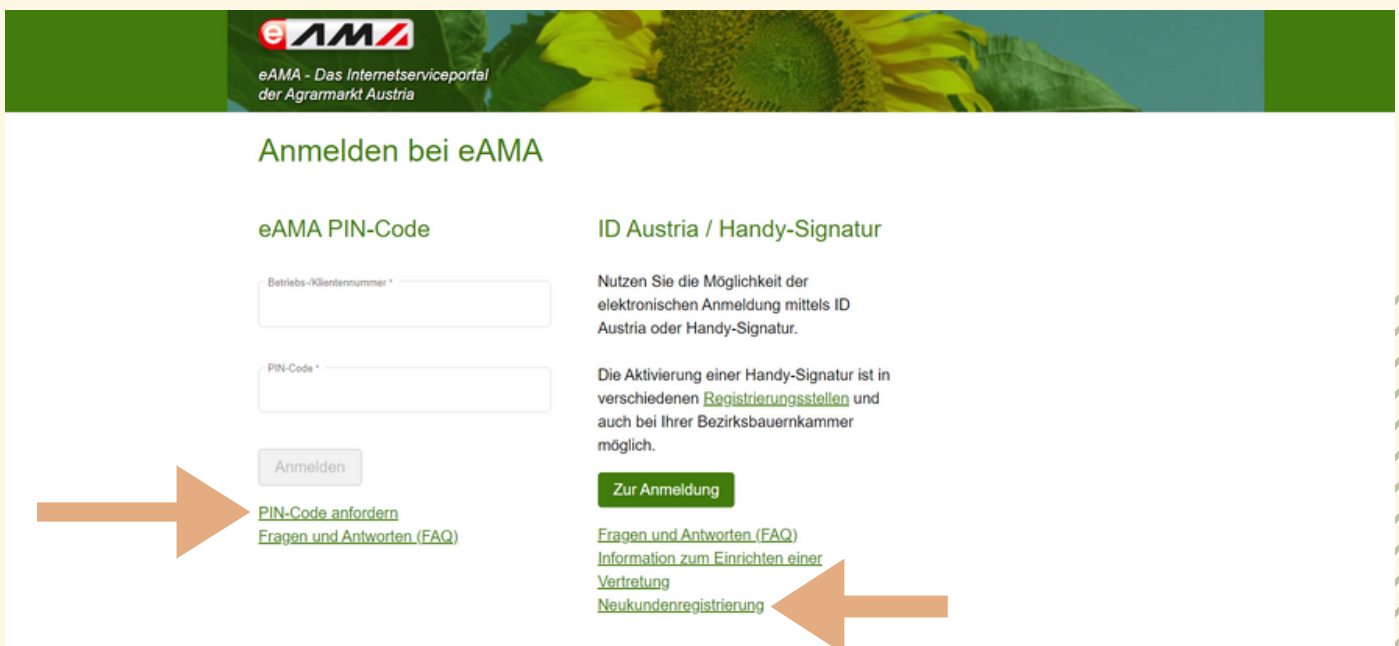 eAMA
eAMA - Das Internetserviceportal
der Agrarmarkt Austria
Anmelden bei eAMA
eAMA PIN-Code
Betriebs-/Klientennummer *
PIN-Code *
Anmelden
PIN-Code anfordern
Fragen und Antworten (FAQ)
ID Austria / Handy-Signatur
Nutzen Sie die Möglichkeit der
elektronischen Anmeldung mittels ID
Austria oder Handy-Signatur.
Die Aktivierung einer Handy-Signatur ist in
verschiedenen Registrierungsstellen und
auch bei Ihrer Bezirksbauernkammer
möglich.
Zur Anmeldung
Fragen und Antworten (FAQ)
Information zum Einrichten einer
Vertretung
Neukundenregistrierung